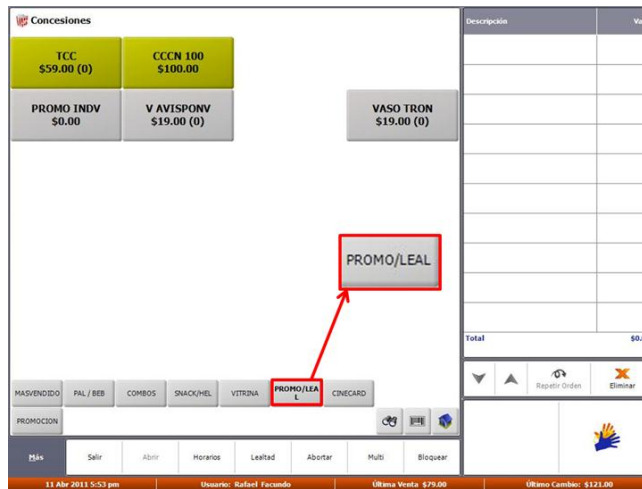 Concesiones
Descripción Va
TCC
$59.00 (0)
CCCN 100
$100.00
PROMO INDV
$0.00
V AVISPONV
$19.00 (0)
VASO TRON
$19.00 (0)
PROMO/LEAL
Total $0.
MASVENDIDO
PAL / BEB
COMBOS
SNACK/HEL
VITRINA
PROMO/LEA
L
CINECARD
Repetir Orden
Eliminar
PROMOCION
Más
Salir
Abrir
Horarios
Lealtad
Abortar
Multi
Bloquear
11 Abr 2011 5:53 pm Usuario: Rafael Facundo Última Venta $79.00 Último Cambio: $121.00